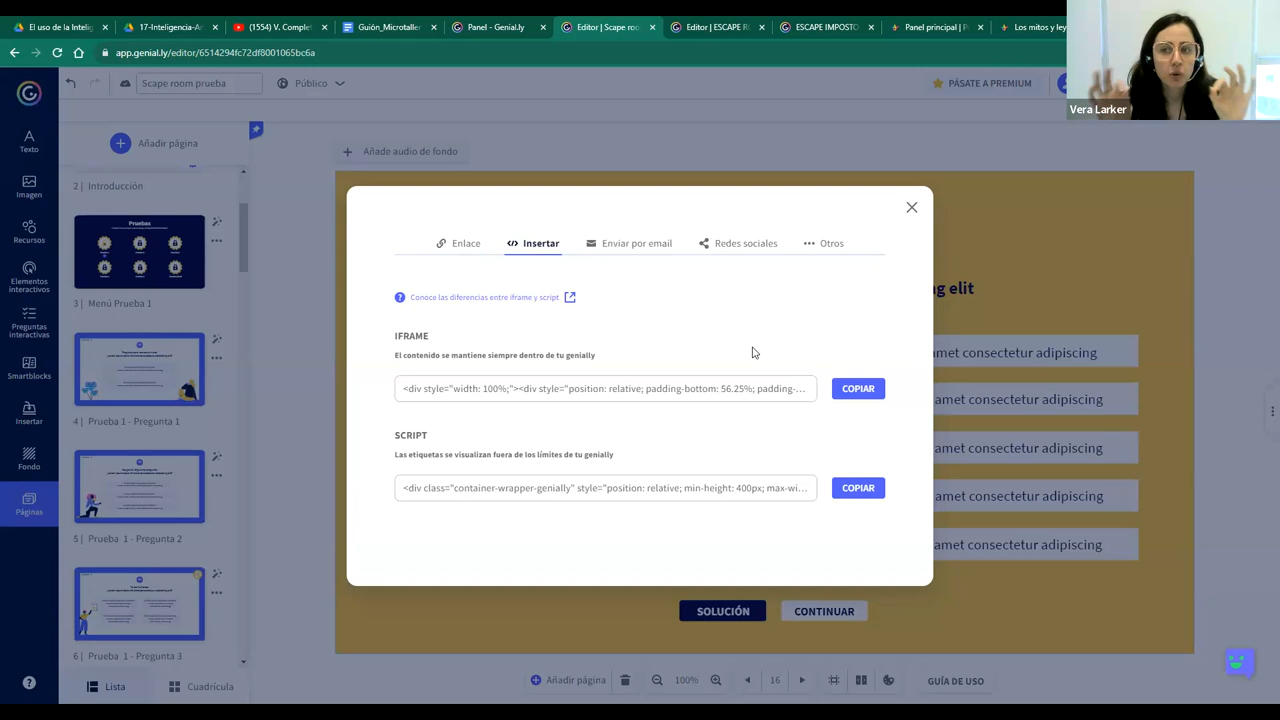 El uso de la Intelig
17-Inteligencia-Ar
(1554) V. Complet
Guión_Microtaller
Panel - Genial.ly
Editor | Scape roo
Editor | ESCAPE RO
ESCAPE IMPOSTO
Panel principal | P
Los mitos y ley
app.genial.ly/editor/6514294fc72df8001065bc6a
Vera Larker
Scape room prueba
Público
PÁSATE A PREMIUM
Texto
Imagen
Recursos
Elementos
interactivos
Preguntas
interactivas
Smartblocks
Insertar
Fondo
Páginas
Añadir página
2 | Introducción
Pruebas
3 | Menú Prueba 1
4 | Prueba 1 - Pregunta 1
5 | Prueba 1 - Pregunta 2
6 | Prueba 1 - Pregunta 3
Lista
Cuadrícula
Añade audio de fondo
Enlace
Insertar
Enviar por email
Redes sociales
Otros
Conoce las diferencias entre iframe y script
IFRAME
El contenido se mantiene siempre dentro de tu genially
<div style="width: 100%;"><div style="position: relative; padding-bottom: 56.25%; padding-...
COPIAR
SCRIPT
Las etiquetas se visualizan fuera de los límites de tu genially
<div class="container-wrapper-genially" style="position: relative; min-height: 400px; max-wi...
COPIAR
ng elit
amet consectetur adipiscing
amet consectetur adipiscing
amet consectetur adipiscing
amet consectetur adipiscing
amet consectetur adipiscing
SOLUCIÓN
CONTINUAR
Añadir página
100%
16
GUÍA DE USO